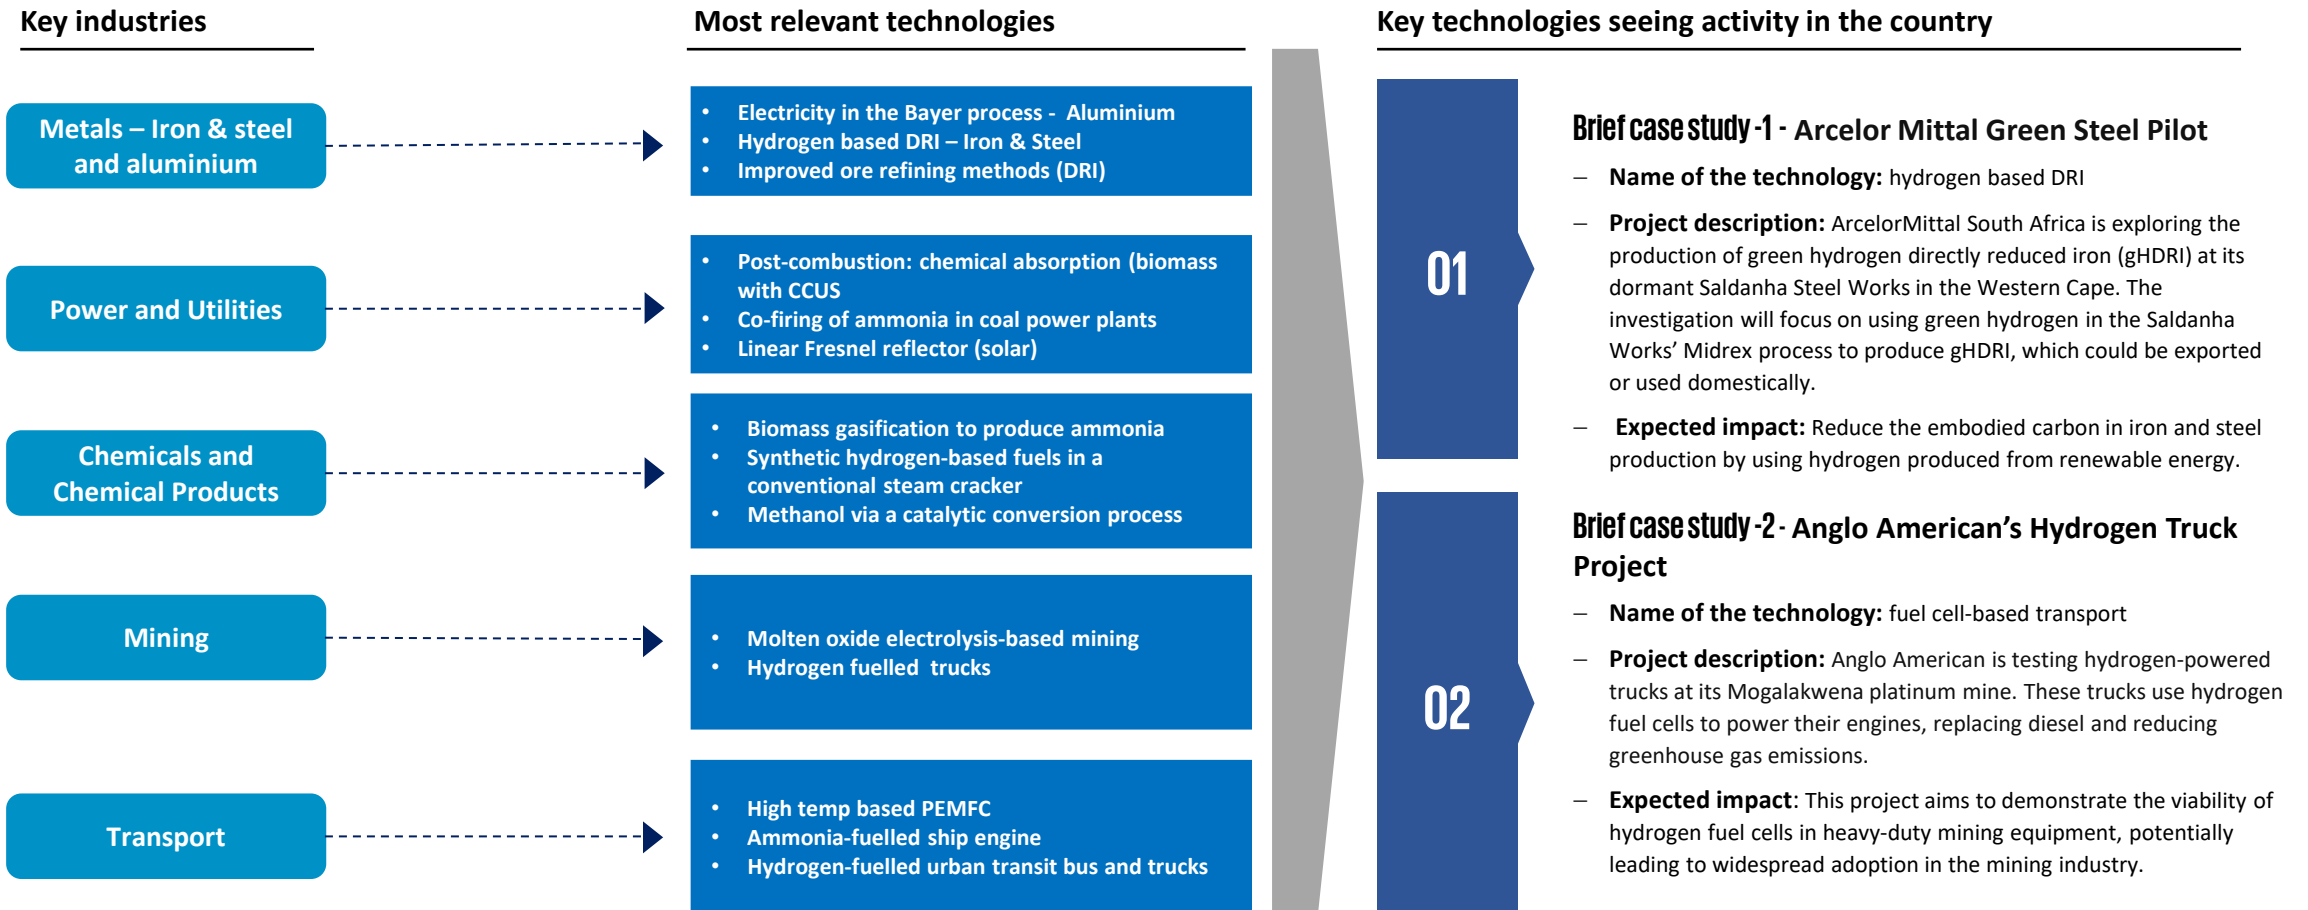 Key industries
Most relevant technologies
Key technologies seeing activity in the country
Metals – Iron & steel
and aluminium
• Electricity in the Bayer process - Aluminium
• Hydrogen based DRI – Iron & Steel
• Improved ore refining methods (DRI)
Power and Utilities
• Post-combustion: chemical absorption (biomass
with CCUS
• Co-firing of ammonia in coal power plants
• Linear Fresnel reflector (solar)
Chemicals and
Chemical Products
• Biomass gasification to produce ammonia
• Synthetic hydrogen-based fuels in a
conventional steam cracker
• Methanol via a catalytic conversion process
Mining
• Molten oxide electrolysis-based mining
• Hydrogen fuelled trucks
Transport
• High temp based PEMFC
• Ammonia-fuelled ship engine
• Hydrogen-fuelled urban transit bus and trucks
01
Brief case study -1 - Arcelor Mittal Green Steel Pilot
– Name of the technology: hydrogen based DRI
– Project description: ArcelorMittal South Africa is exploring the
production of green hydrogen directly reduced iron (gHDRI) at its
dormant Saldanha Steel Works in the Western Cape. The
investigation will focus on using green hydrogen in the Saldanha
Works’ Midrex process to produce gHDRI, which could be exported
or used domestically.
– Expected impact: Reduce the embodied carbon in iron and steel
production by using hydrogen produced from renewable energy.
02
Brief case study -2 - Anglo American’s Hydrogen Truck
Project
– Name of the technology: fuel cell-based transport
– Project description: Anglo American is testing hydrogen-powered
trucks at its Mogalakwena platinum mine. These trucks use hydrogen
fuel cells to power their engines, replacing diesel and reducing
greenhouse gas emissions.
– Expected impact: This project aims to demonstrate the viability of
hydrogen fuel cells in heavy-duty mining equipment, potentially
leading to widespread adoption in the mining industry.